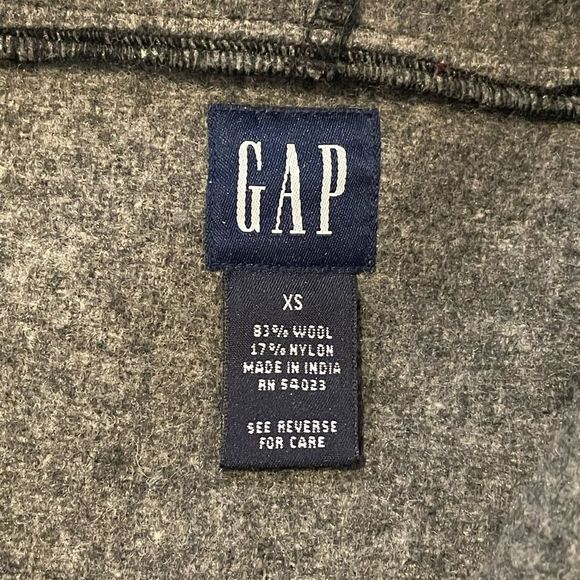 GAP
XS
83% WOOL
17% NYLON
MADE IN INDIA
RN 54023
SEE REVERSE
FOR CARE